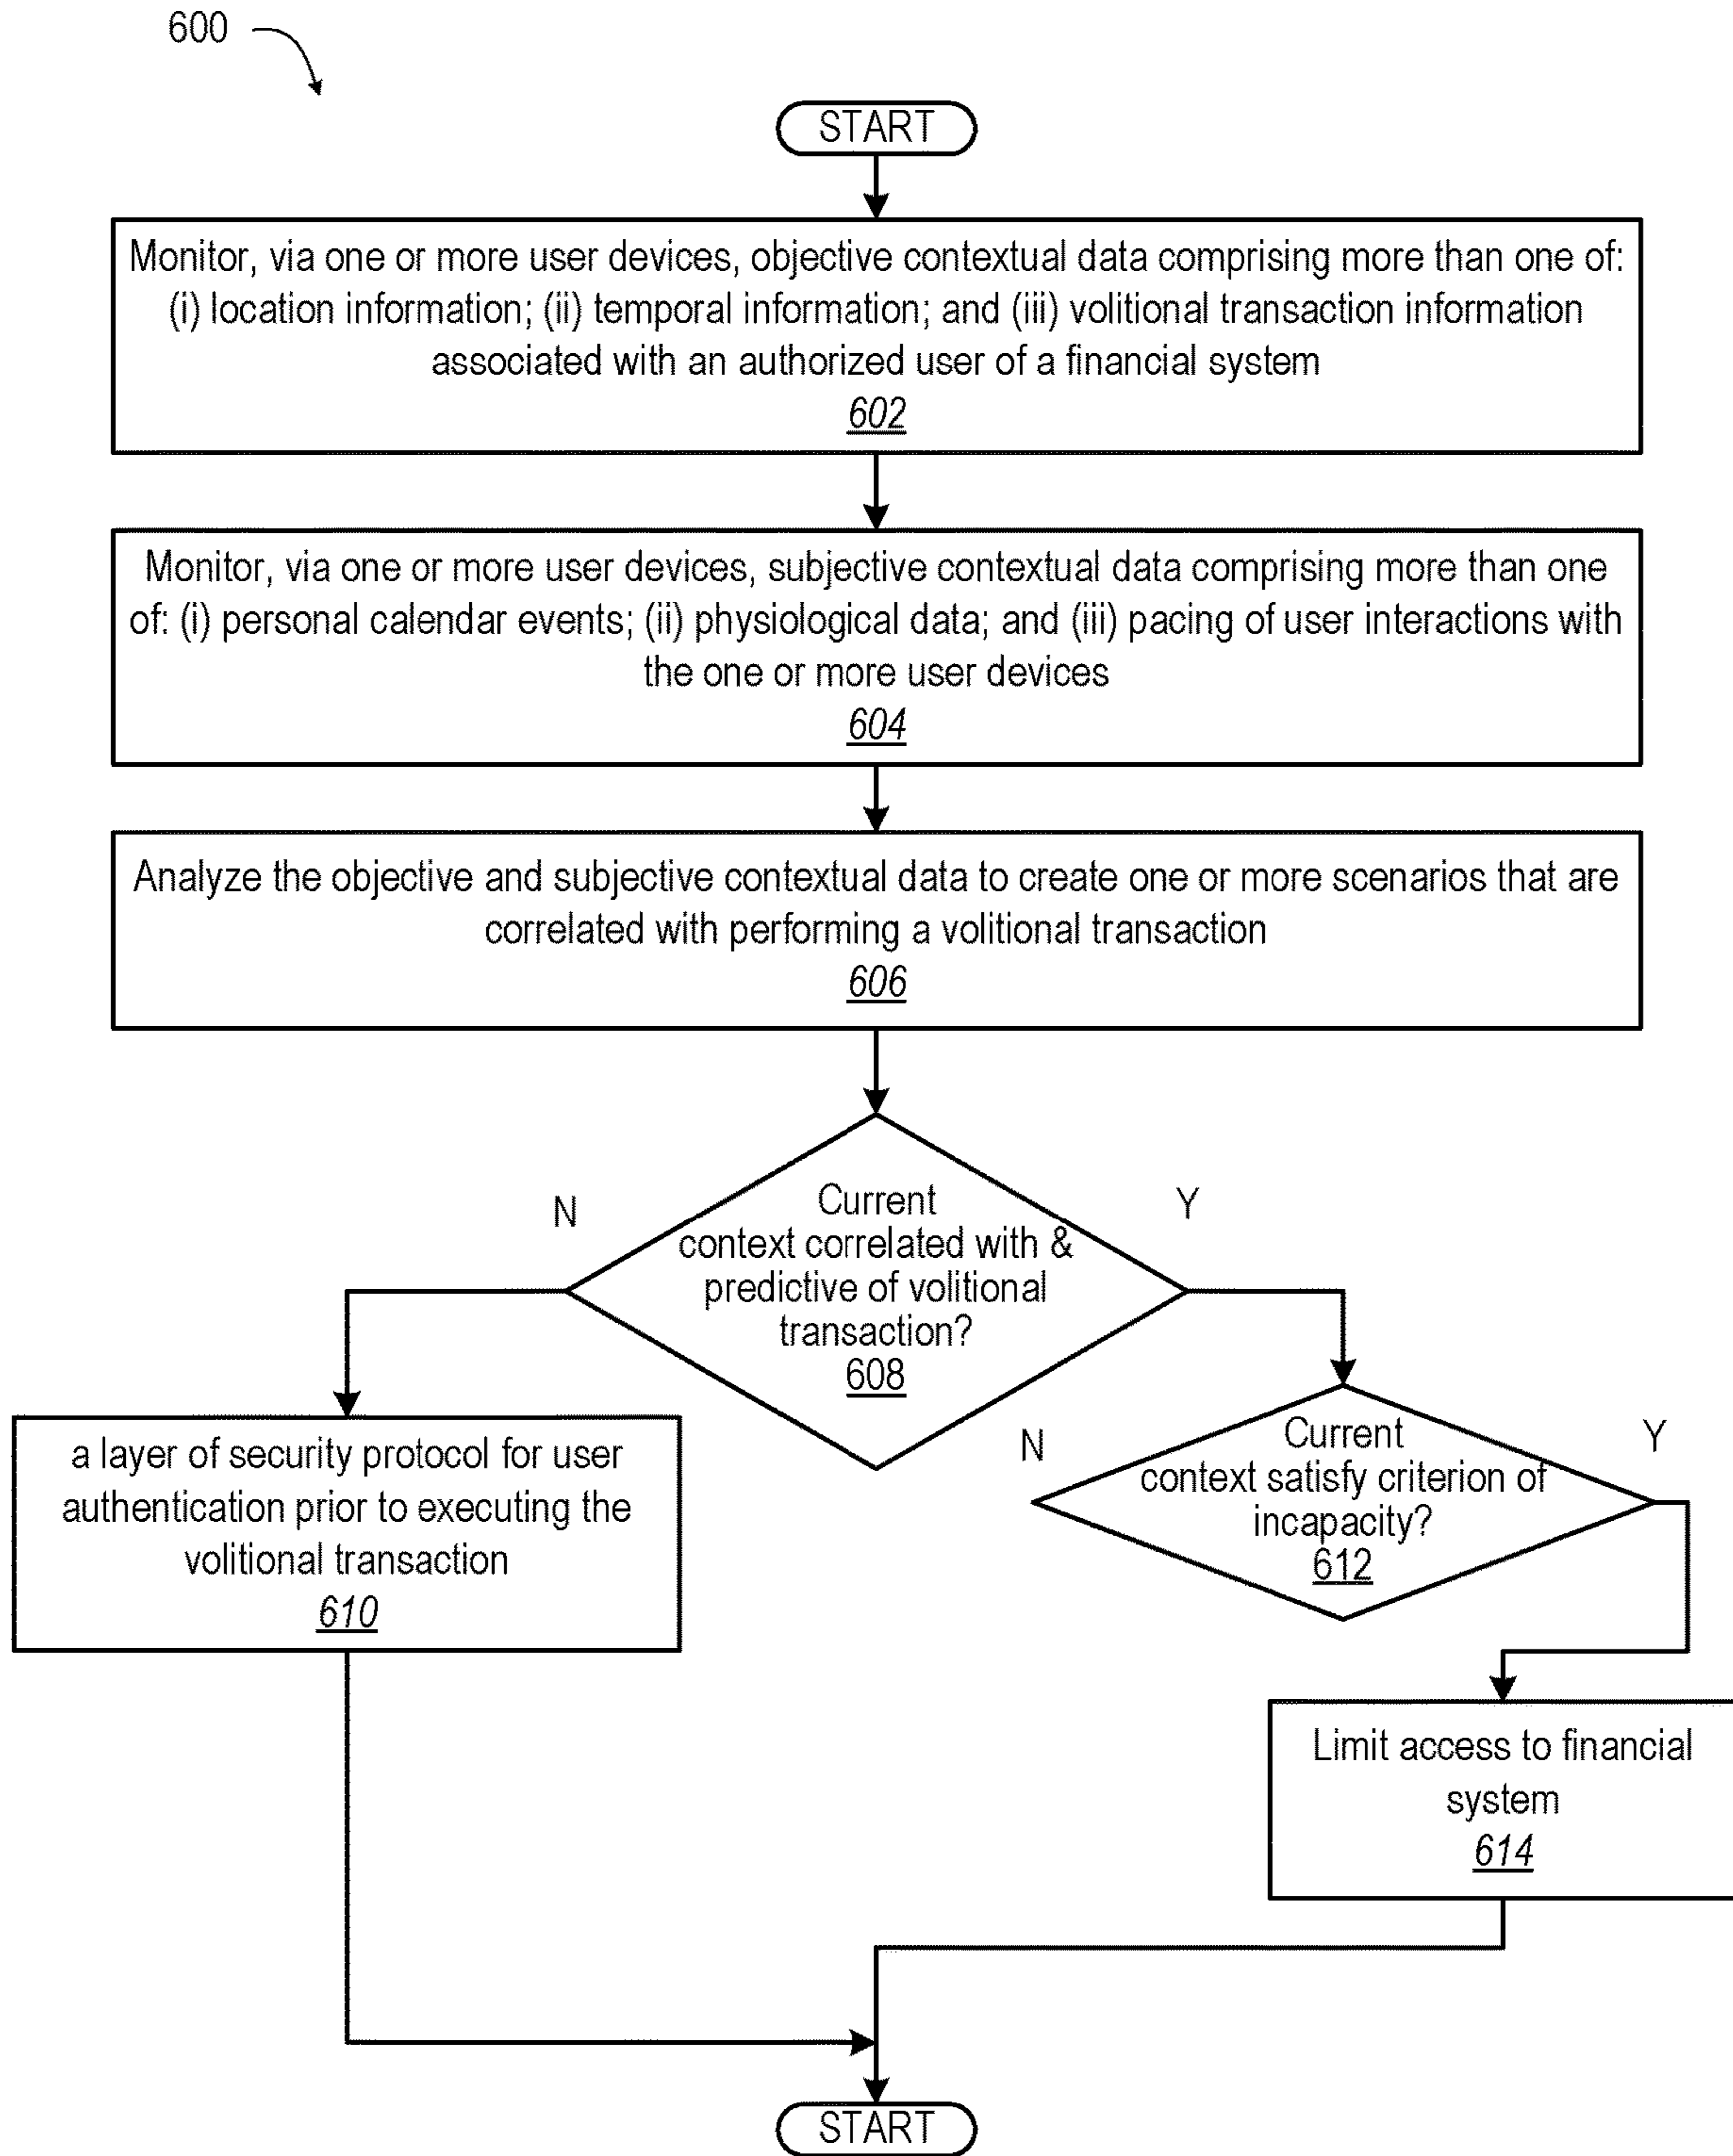 600
START
Monitor, via one or more user devices, objective contextual data comprising more than one of:
(i) location information; (ii) temporal information; and (iii) volitional transaction information
associated with an authorized user of a financial system
602
Monitor, via one or more user devices, subjective contextual data comprising more than one
of: (i) personal calendar events; (ii) physiological data; and (iii) pacing of user interactions with
the one or more user devices
604
Analyze the objective and subjective contextual data to create one or more scenarios that are
correlated with performing a volitional transaction
606
N
Y
Current
context correlated with &
predictive of volitional
transaction?
608
a layer of security protocol for user
authentication prior to executing the
volitional transaction
610
N
Y
Current
context satisfy criterion of
incapacity?
612
Limit access to financial
system
614
START